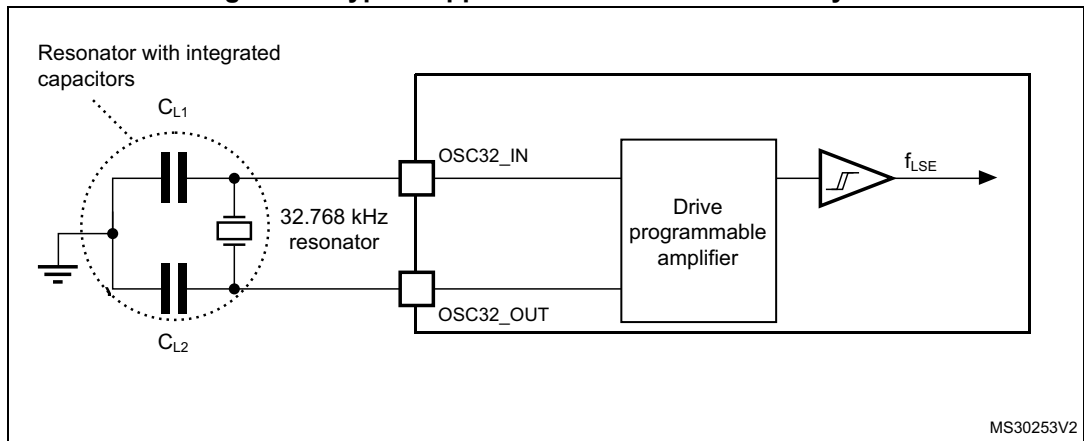 Resonator with integrated
capacitors
CL1
OSC32_IN
fLSE
32.768 kHz
resonator
Drive
programmable
amplifier
OSC32_OUT
CL2
MS30253V2